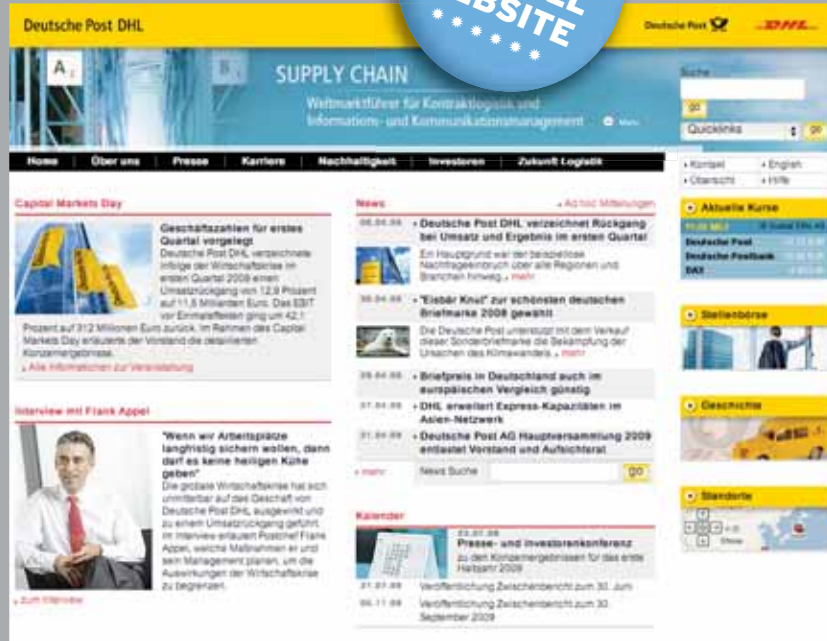 Deutsche Post DHL
EBSITE
Deutsche Post
DHL
A
B
SUPPLY CHAIN
Weltmarktführer für Kontraktlogistik und
Informations- und Kommunikationsmanagement
Suche
go
Quicklinks
go
Home Über uns Presse Karriere Nachhaltigkeit Investoren Zukunft Logistik
Kontakt English
Übersicht Hilfe
Capital Markets Day
Geschäftszahlen für erstes
Quartal vorgelegt
Deutsche Post DHL verzeichnete
infolge der Wirtschaftskrise im
ersten Quartal 2009 einen
Umsatzrückgang von 12,9 Prozent
auf 11,5 Milliarden Euro. Das EBIT
vor Einmaleffekten ging um 42,1
Prozent auf 312 Millionen Euro zurück. Im Rahmen des Capital
Markets Day erläuterte der Vorstand die detaillierten
Konzernergebnisse.
Alle Informationen zur Veranstaltung
Interview mit Frank Appel
"Wenn wir Arbeitsplätze
langfristig sichern wollen, dann
darf es keine heiligen Kühe
geben"
Die globale Wirtschaftskrise hat sich
unmittelbar auf das Geschäft von
Deutsche Post DHL ausgewirkt und
zu einem Umsatzrückgang geführt.
Im Interview erläutert Postchef Frank
Appel, welche Maßnahmen er und
sein Management planen, um die
Auswirkungen der Wirtschaftskrise
zu begrenzen.
zum Interview
News
Ad hoc Mitteilungen
Deutsche Post DHL verzeichnet Rückgang
bei Umsatz und Ergebnis im ersten Quartal
Ein Hauptgrund war der beispiellose
Nachfrageeinbruch über alle Regionen und
Branchen hinweg. mehr
"Eisbär Knut" zur schönsten deutschen
Briefmarke 2008 gewählt
Die Deutsche Post unterstützt mit dem Verkauf
dieser Sonderbriefmarke die Bekämpfung der
Ursachen des Klimawandels. mehr
Briefpreis in Deutschland auch im
europäischen Vergleich günstig
DHL erweitert Express-Kapazitäten im
Asien-Netzwerk
Deutsche Post AG Hauptversammlung 2009
entlastet Vorstand und Aufsichtsrat
mehr News Suche go
Kalender
Presse- und Investorenkonferenz
zu den Konzernergebnissen für das erste
Halbjahr 2009
Veröffentlichung Zwischenbericht zum 30. Juni
Veröffentlichung Zwischenbericht zum 30.
September 2009
Aktuelle Kurse
Deutsche Post
Deutsche Postbank
DAX
Stellenbörse
Geschichte
Standorte